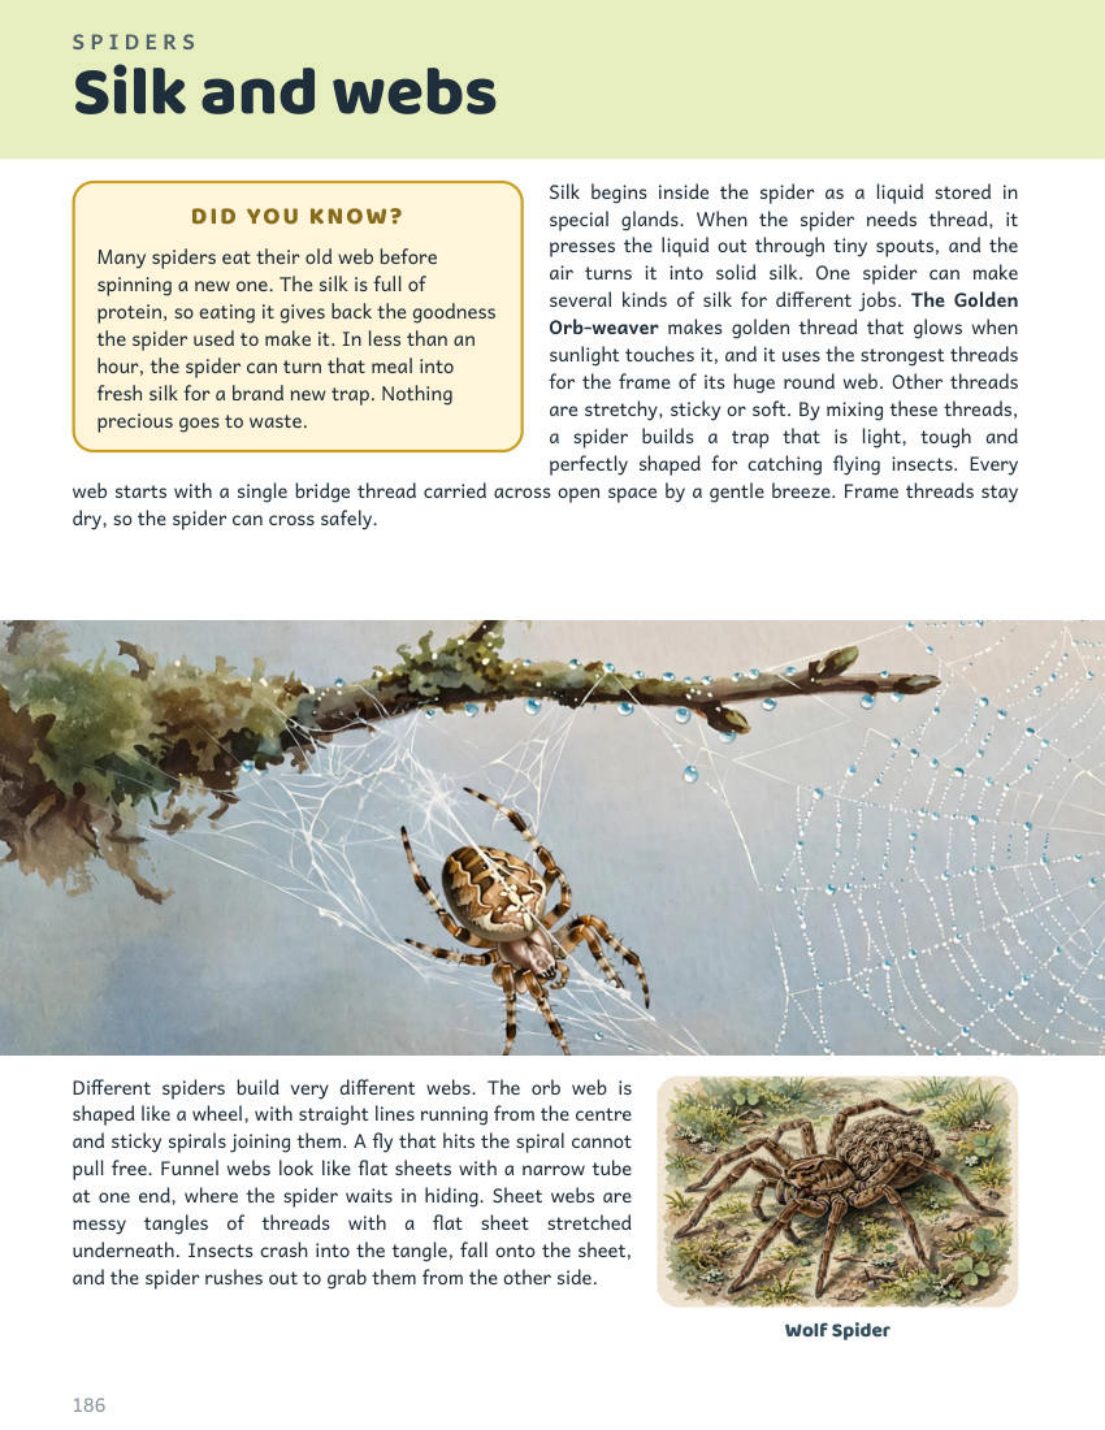 SPIDERS
Silk and webs
DID YOU KNOW?
Many spiders eat their old web before
spinning a new one. The silk is full of
protein, so eating it gives back the goodness
the spider used to make it. In less than an
hour, the spider can turn that meal into
fresh silk for a brand new trap. Nothing
precious goes to waste.
Silk begins inside the spider as a liquid stored in
special glands. When the spider needs thread, it
presses the liquid out through tiny spouts, and the
air turns it into solid silk. One spider can make
several kinds of silk for different jobs. The Golden
Orb-weaver makes golden thread that glows when
sunlight touches it, and it uses the strongest threads
for the frame of its huge round web. Other threads
are stretchy, sticky or soft. By mixing these threads,
a spider builds a trap that is light, tough and
perfectly shaped for catching flying insects. Every
web starts with a single bridge thread carried across open space by a gentle breeze. Frame threads stay
dry, so the spider can cross safely.
Different spiders build very different webs. The orb web is
shaped like a wheel, with straight lines running from the centre
and sticky spirals joining them. A fly that hits the spiral cannot
pull free. Funnel webs look like flat sheets with a narrow tube
at one end, where the spider waits in hiding. Sheet webs are
messy tangles of threads with a flat sheet stretched
underneath. Insects crash into the tangle, fall onto the sheet,
and the spider rushes out to grab them from the other side.
Wolf Spider
186